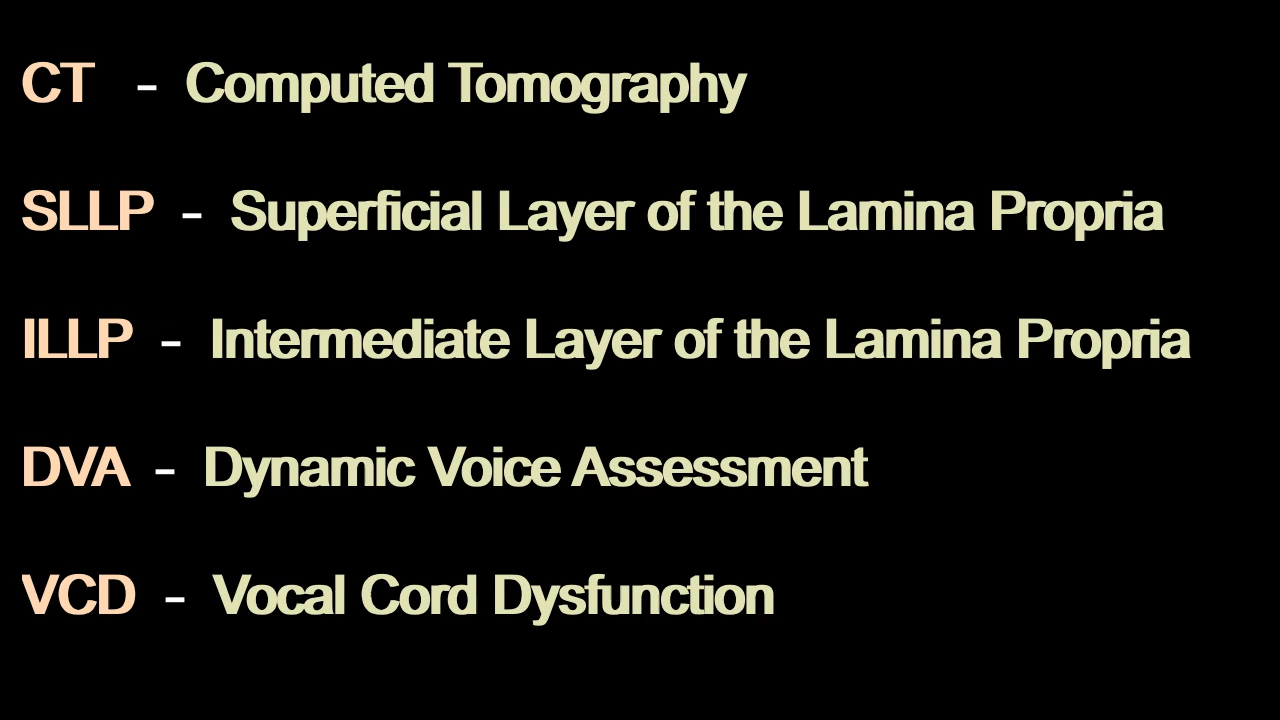 CT - Computed Tomography
SLLP - Superficial Layer of the Lamina Propria
ILLP - Intermediate Layer of the Lamina Propria
DVA - Dynamic Voice Assessment
VCD - Vocal Cord Dysfunction